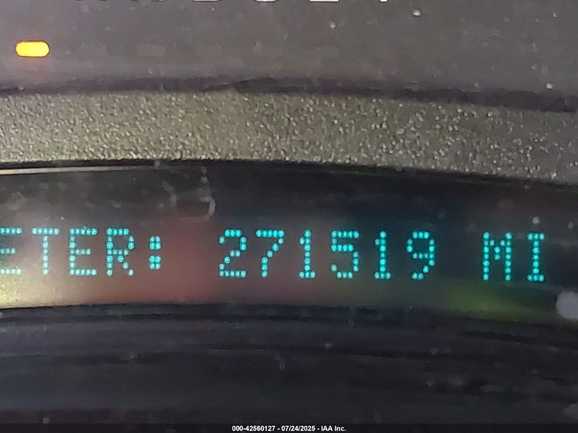 ETER: 271519 MI
000-42560127 - 07/24/2025 - IAA Inc.